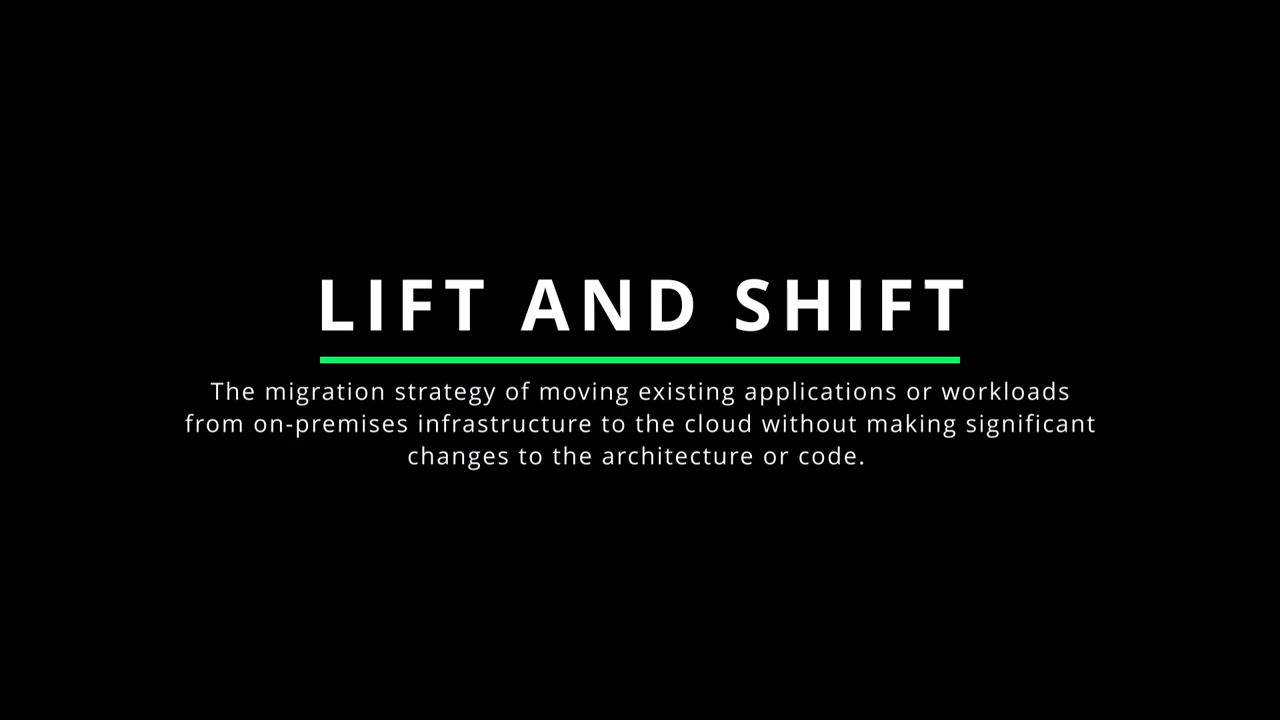 LIFT AND SHIFT
The migration strategy of moving existing applications or workloads
from on-premises infrastructure to the cloud without making significant
changes to the architecture or code.